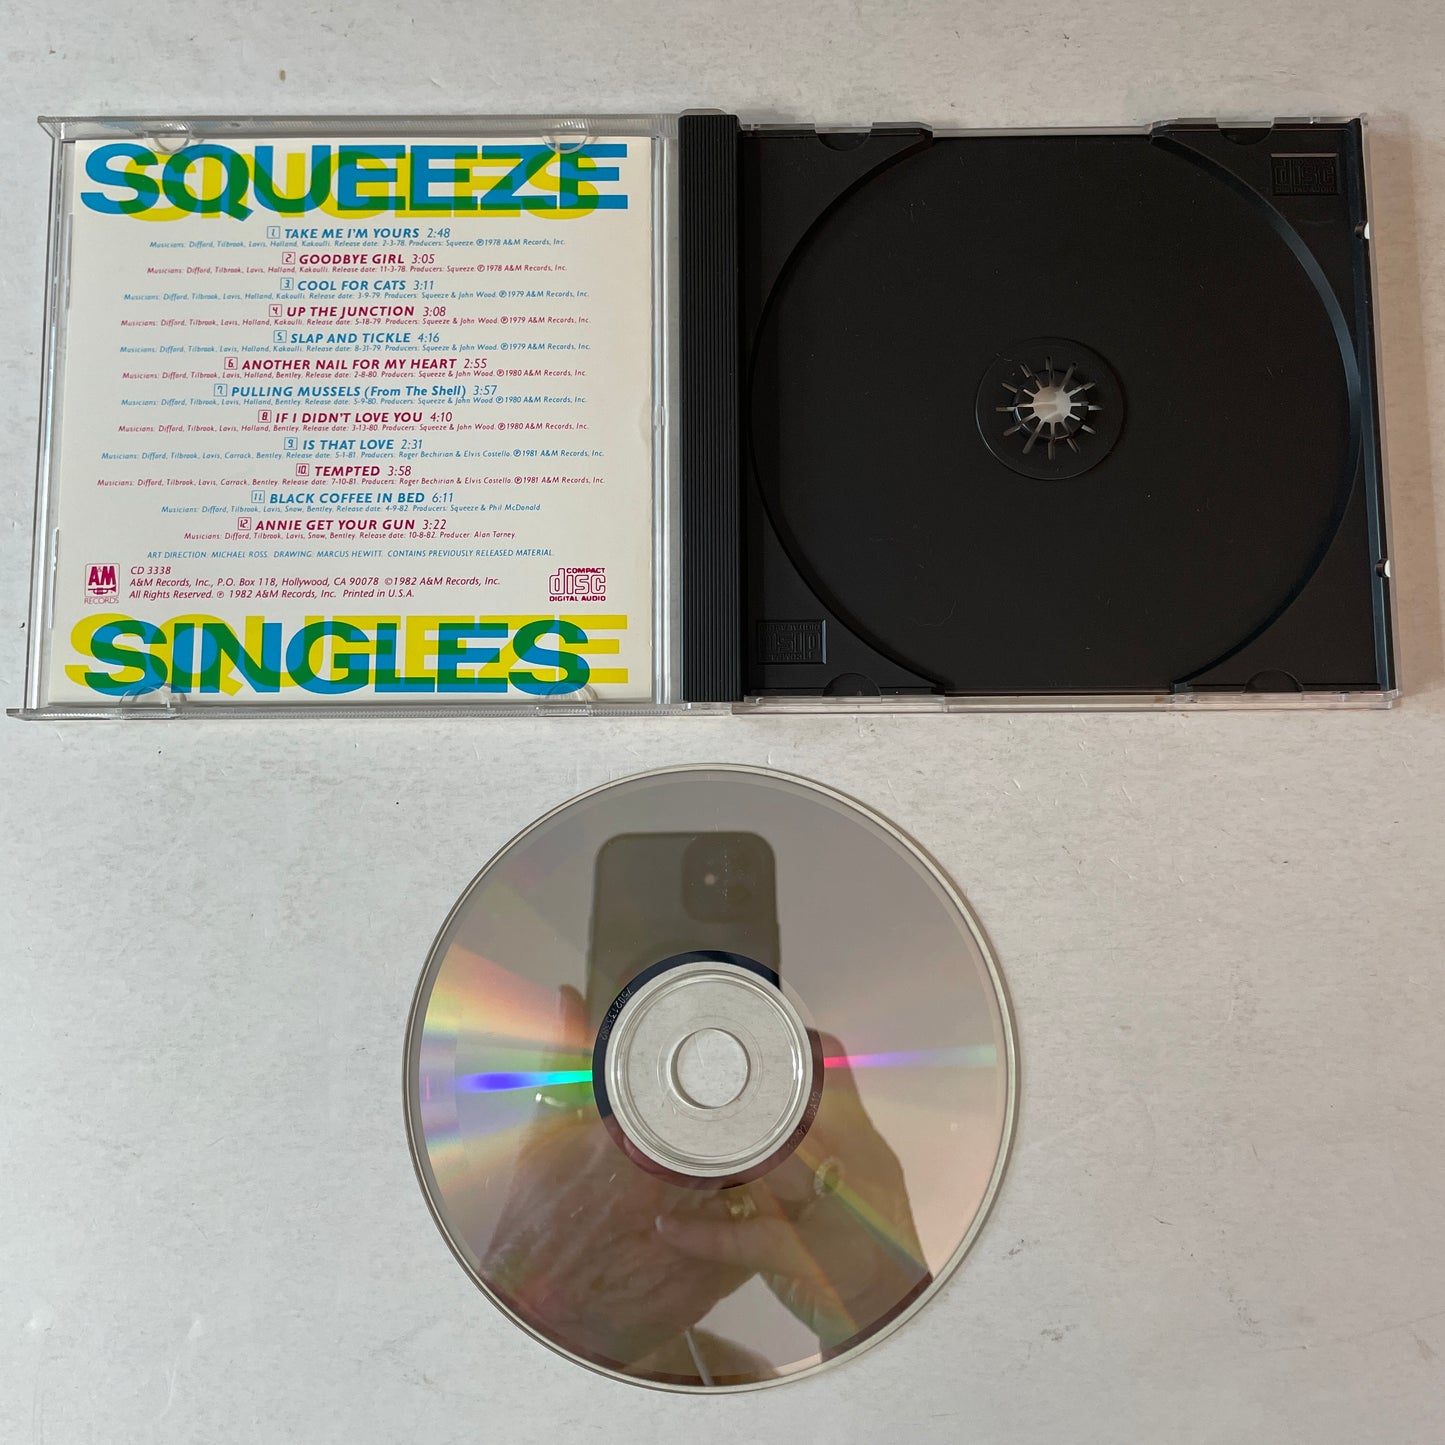 SQUEEZE
SINGLES
1. TAKE ME I'M YOURS 2:48
Musicians: Difford, Tilbrook, Lavis, Holland, Kakoulli. Release date: 2-3-78. Producers: Squeeze. ℗ 1978 A&M Records, Inc.
2. GOODBYE GIRL 3:05
Musicians: Difford, Tilbrook, Lavis, Holland, Kakoulli. Release date: 11-3-78. Producers: Squeeze. ℗ 1978 A&M Records, Inc.
3. COOL FOR CATS 3:11
Musicians: Difford, Tilbrook, Lavis, Holland, Kakoulli. Release date: 3-9-79. Producers: Squeeze & John Wood. ℗ 1979 A&M Records, Inc.
4. UP THE JUNCTION 3:08
Musicians: Difford, Tilbrook, Lavis, Holland, Kakoulli. Release date: 5-18-79. Producers: Squeeze & John Wood. ℗ 1979 A&M Records, Inc.
5. SLAP AND TICKLE 4:16
Musicians: Difford, Tilbrook, Lavis, Holland, Kakoulli. Release date: 8-31-79. Producers: Squeeze & John Wood. ℗ 1979 A&M Records, Inc.
6. ANOTHER NAIL FOR MY HEART 2:55
Musicians: Difford, Tilbrook, Lavis, Holland, Bentley. Release date: 2-8-80. Producers: Squeeze & John Wood. ℗ 1980 A&M Records, Inc.
7. PULLING MUSSELS (From The Shell) 3:57
Musicians: Difford, Tilbrook, Lavis, Holland, Bentley. Release date: 5-9-80. Producers: Squeeze & John Wood. ℗ 1980 A&M Records, Inc.
8. IF I DIDN'T LOVE YOU 4:10
Musicians: Difford, Tilbrook, Lavis, Holland, Bentley. Release date: 3-13-80. Producers: Squeeze & John Wood. ℗ 1980 A&M Records, Inc.
9. IS THAT LOVE 2:31
Musicians: Difford, Tilbrook, Lavis, Carrack, Bentley. Release date: 5-1-81. Producers: Roger Bechirian & Elvis Costello. ℗ 1981 A&M Records, Inc.
10. TEMPTED 3:58
Musicians: Difford, Tilbrook, Lavis, Carrack, Bentley. Release date: 7-10-81. Producers: Roger Bechirian & Elvis Costello. ℗ 1981 A&M Records, Inc.
11. BLACK COFFEE IN BED 6:11
Musicians: Difford, Tilbrook, Lavis, Snow, Bentley. Release date: 4-9-82. Producers: Squeeze & Phil McDonald.
12. ANNIE GET YOUR GUN 3:22
Musicians: Difford, Tilbrook, Lavis, Snow, Bentley. Release date: 10-8-82. Producer: Alan Tarney.
ART DIRECTION: MICHAEL ROSS. DRAWING: MARCUS HEWITT. CONTAINS PREVIOUSLY RELEASED MATERIAL.
CD 3338
A&M Records, Inc., P.O. Box 118, Hollywood, CA 90078 ©1982 A&M Records, Inc.
All Rights Reserved. ℗ 1982 A&M Records, Inc. Printed in U.S.A.
A&M
RECORDS
COMPACT
disc
DIGITAL AUDIO
SINGLES
SQUEEZE
COMPACT
disc
DIGITAL AUDIO
COMPACT
disc
DIGITAL AUDIO